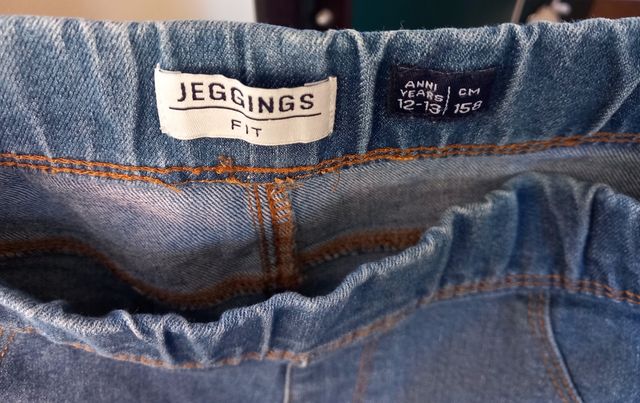 JEGGINGS
FIT
ANNI
YEARS CM
12-13 158